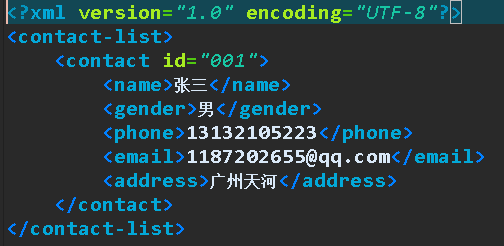 <?xml version="1.0" encoding="UTF-8"?>
<contact-list>
<contact id="001">
<name>张三</name>
<gender>男</gender>
<phone>13132105223</phone>
<email>1187202655@qq.com</email>
<address>广州天河</address>
</contact>
</contact-list>